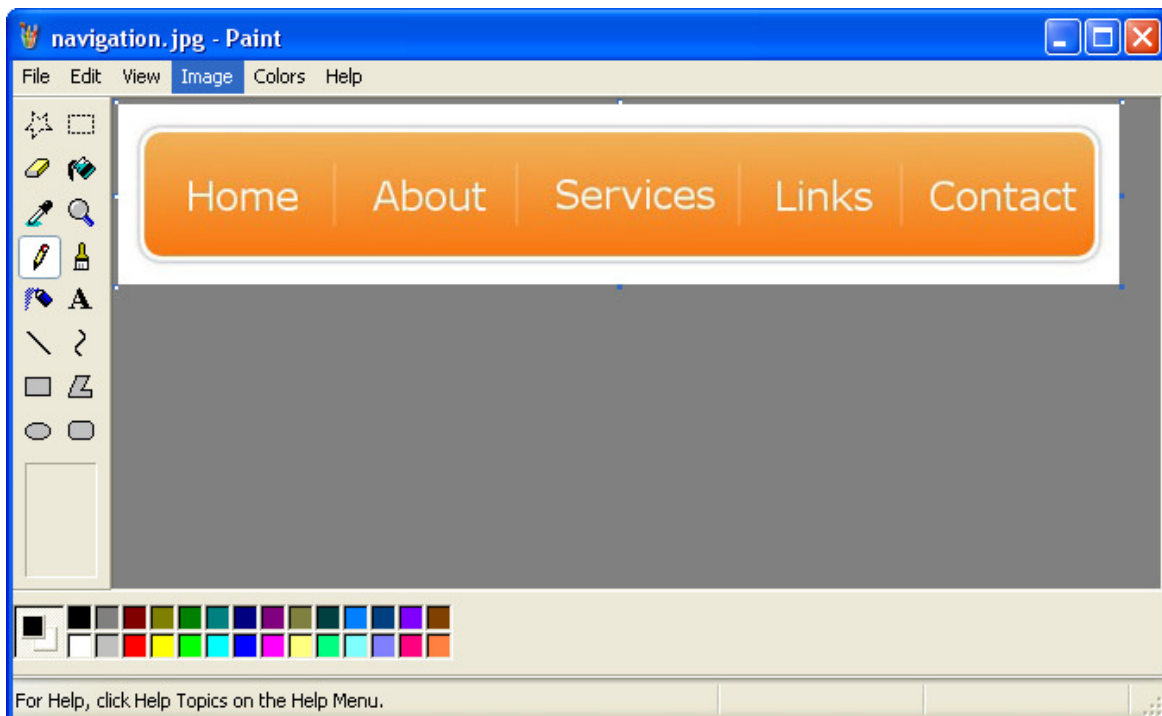 navigation.jpg - Paint
File Edit View Image Colors Help
Home About Services Links Contact
A
For Help, click Help Topics on the Help Menu.